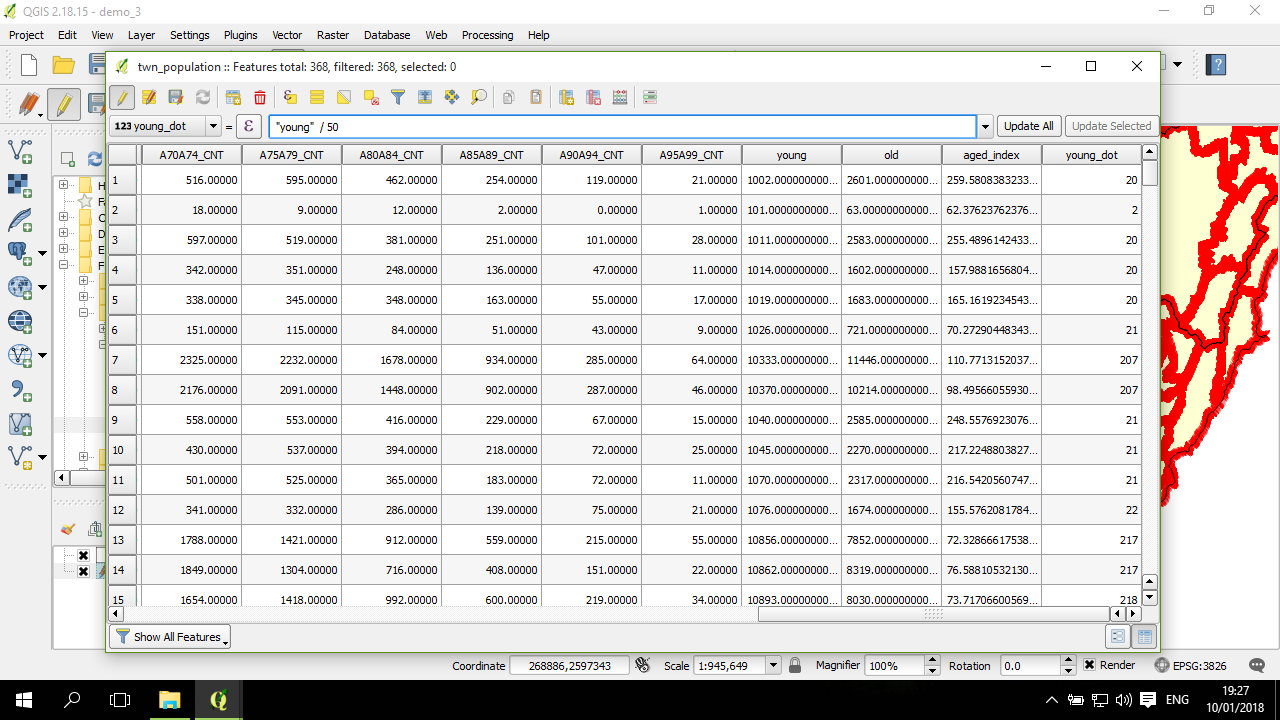 QGIS 2.18.15 - demo_3
Project Edit View Layer Settings Plugins Vector Raster Database Web Processing Help
twn_population :: Features total: 368, filtered: 368, selected: 0
123 young_dot = ε "young" / 50 Update All Update Selected
A70A74_CNT A75A79_CNT A80A84_CNT A85A89_CNT A90A94_CNT A95A99_CNT young old aged_index young_dot
1 516.00000 595.00000 462.00000 254.00000 119.00000 21.00000 1002.000000000... 2601.000000000... 259.5808383233... 20
2 18.00000 9.00000 12.00000 2.00000 0.00000 1.00000 101.0000000000... 63.00000000000... 62.37623762376... 2
3 597.00000 519.00000 381.00000 251.00000 101.00000 28.00000 1011.000000000... 2583.000000000... 255.4896142433... 20
4 342.00000 351.00000 248.00000 136.00000 47.00000 11.00000 1014.000000000... 1602.000000000... 157.9881656804... 20
5 338.00000 345.00000 348.00000 163.00000 55.00000 17.00000 1019.000000000... 1683.000000000... 165.1619234543... 20
6 151.00000 115.00000 84.00000 51.00000 43.00000 9.00000 1026.000000000... 721.0000000000... 70.27290448343... 21
7 2325.00000 2232.00000 1678.00000 934.00000 285.00000 64.00000 10333.00000000... 11446.00000000... 110.7713152037... 207
8 2176.00000 2091.00000 1448.00000 902.00000 287.00000 46.00000 10370.00000000... 10214.00000000... 98.49566055930... 207
9 558.00000 553.00000 416.00000 229.00000 67.00000 15.00000 1040.000000000... 2585.000000000... 248.5576923076... 21
10 430.00000 537.00000 394.00000 218.00000 72.00000 25.00000 1045.000000000... 2270.000000000... 217.2248803827... 21
11 501.00000 525.00000 365.00000 183.00000 72.00000 11.00000 1070.000000000... 2317.000000000... 216.5420560747... 21
12 341.00000 332.00000 286.00000 139.00000 75.00000 21.00000 1076.000000000... 1674.000000000... 155.5762081784... 22
13 1788.00000 1421.00000 912.00000 559.00000 215.00000 55.00000 10856.00000000... 7852.000000000... 72.32866617538... 217
14 1849.00000 1304.00000 716.00000 408.00000 151.00000 22.00000 10862.00000000... 8319.000000000... 76.58810532130... 217
15 1654.00000 1418.00000 992.00000 600.00000 219.00000 34.00000 10893.00000000... 8030.000000000... 73.71706600569... 218
Show All Features
Coordinate 268886,2597343 Scale 1:945,649 Magnifier 100% Rotation 0.0 Render EPSG:3826
ENG 19:27
10/01/2018